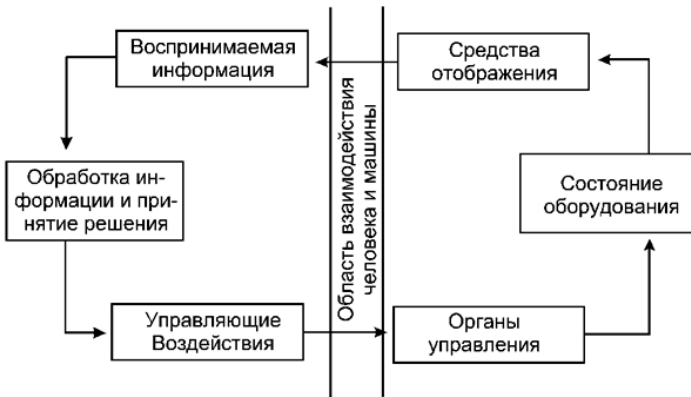 Воспринимаемая
информация
Средства
отображения
Область взаимодействия
человека и машины
Обработка ин-
формации и при-
нятие решения
Состояние
оборудования
Управляющие
Воздействия
Органы
управления